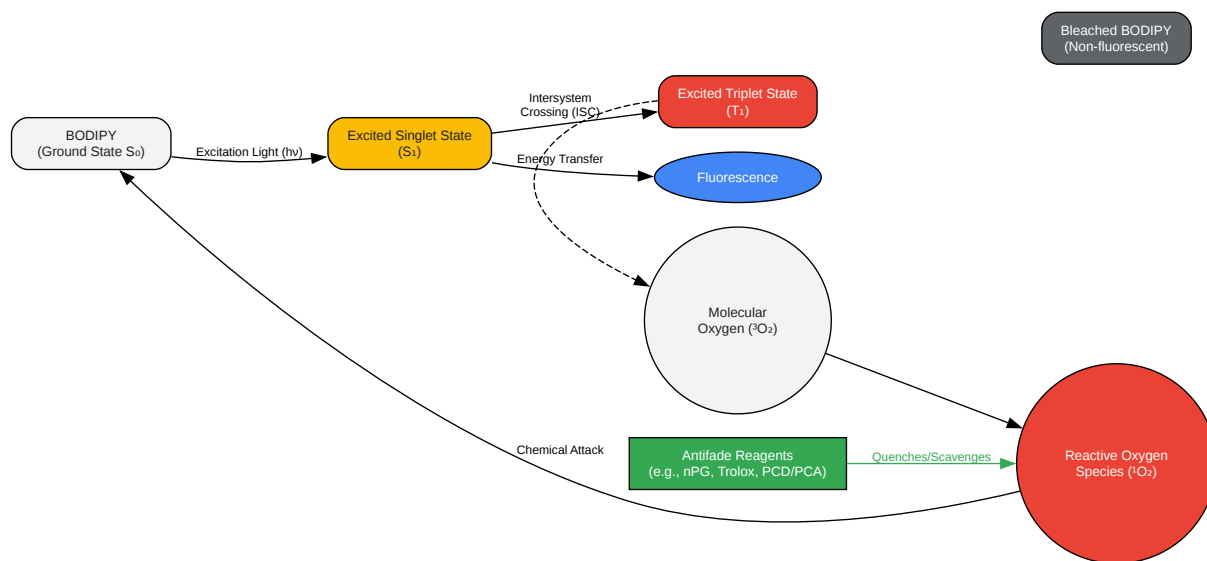 Bleached BODIPY
(Non-fluorescent)
Excited Triplet State
(T₁)
Intersystem
Crossing (ISC)
BODIPY
(Ground State S₀)
Excitation Light (hν)
Excited Singlet State
(S₁)
Energy Transfer
Fluorescence
Molecular
Oxygen (³O₂)
Chemical Attack
Antifade Reagents
(e.g., nPG, Trolox, PCD/PCA)
Quenches/Scavenges
Reactive Oxygen
Species (¹O₂)